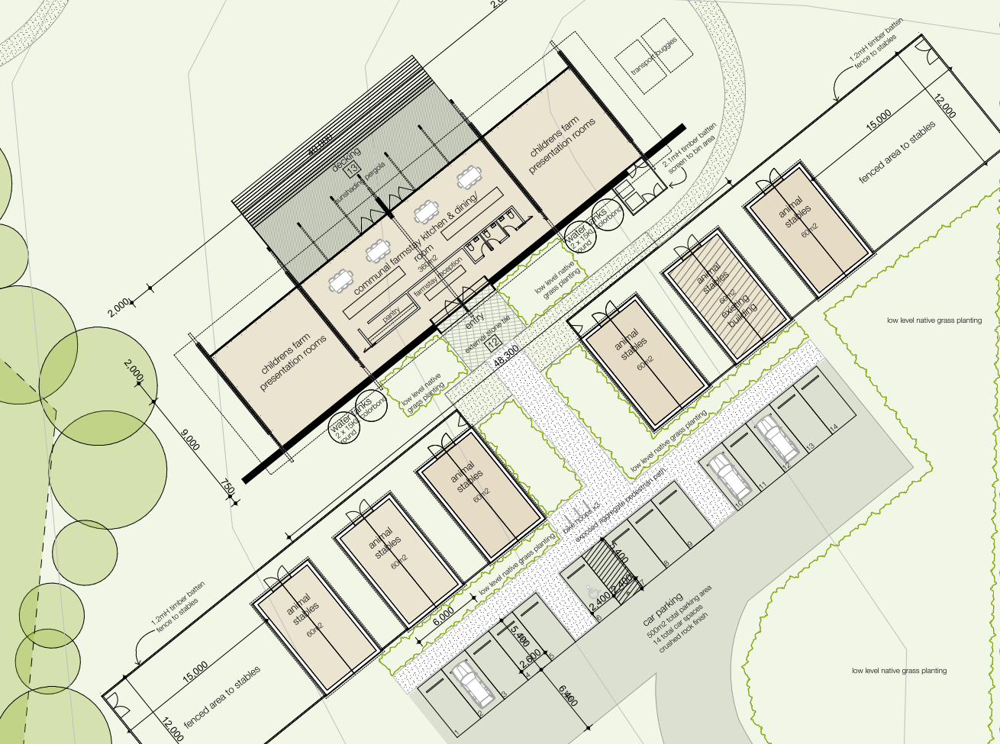 2,0
1.2mH timber batten
fence to stables
transport buggies
15,000
12,000
fenced area to stables
childrens farm
presentation rooms
2.1mH timber batten
screen to bin area
decking
13
sunshading pergola
communal farmstay kitchen & dining/
room
360m2
farmstay reception
pantry
water tanks
2 x 15KL
round
colorbond
animal
stables
60m2
animal
stables
60m2
existing
building
animal
stables
60m2
low level native
grass planting
entry
external stone tile
12
48,300
2,000
2,000
9,000
750
childrens farm
presentation rooms
low level native
grass planting
water tanks
2 x 15KL
round
colorbond
low level native grass planting
low level native grass planting
animal
stables
60m2
animal
stables
60m2
animal
stables
60m2
bike hoops x3
exposed aggregate pedestrian path
low level native grass planting
1.2mH timber batten
fence to stables
15,000
12,000
fenced area to stables
6,000
5,400
2,600
6,400
5,400
2,400
2,400
1
2
3
4
5
6
7
8
9
10
11
12
13
14
car parking
500m2 total parking area
14 total car spaces
crushed rock finish
low level native grass planting